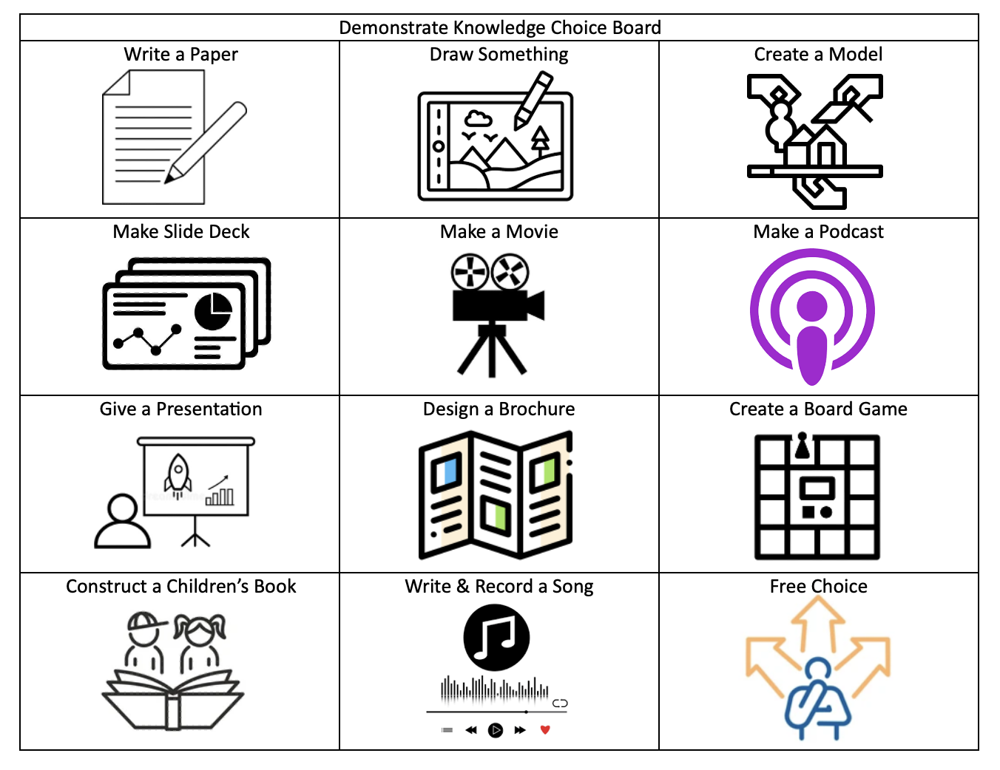 Demonstrate Knowledge Choice Board
Write a Paper
Draw Something
Create a Model
Make Slide Deck
Make a Movie
Make a Podcast
Give a Presentation
Design a Brochure
Create a Board Game
Construct a Children’s Book
Write & Record a Song
Free Choice